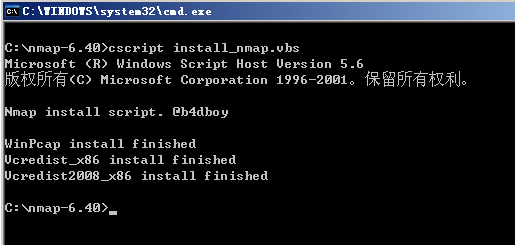 C:\WINDOWS\system32\cmd.exe
C:\nmap-6.40>cscript install_nmap.vbs
Microsoft (R) Windows Script Host Version 5.6
版权所有(C) Microsoft Corporation 1996-2001。保留所有权利。
Nmap install script. @b4dboy
WinPcap install finished
Vcredist_x86 install finished
Vcredist2008_x86 install finished
C:\nmap-6.40>_